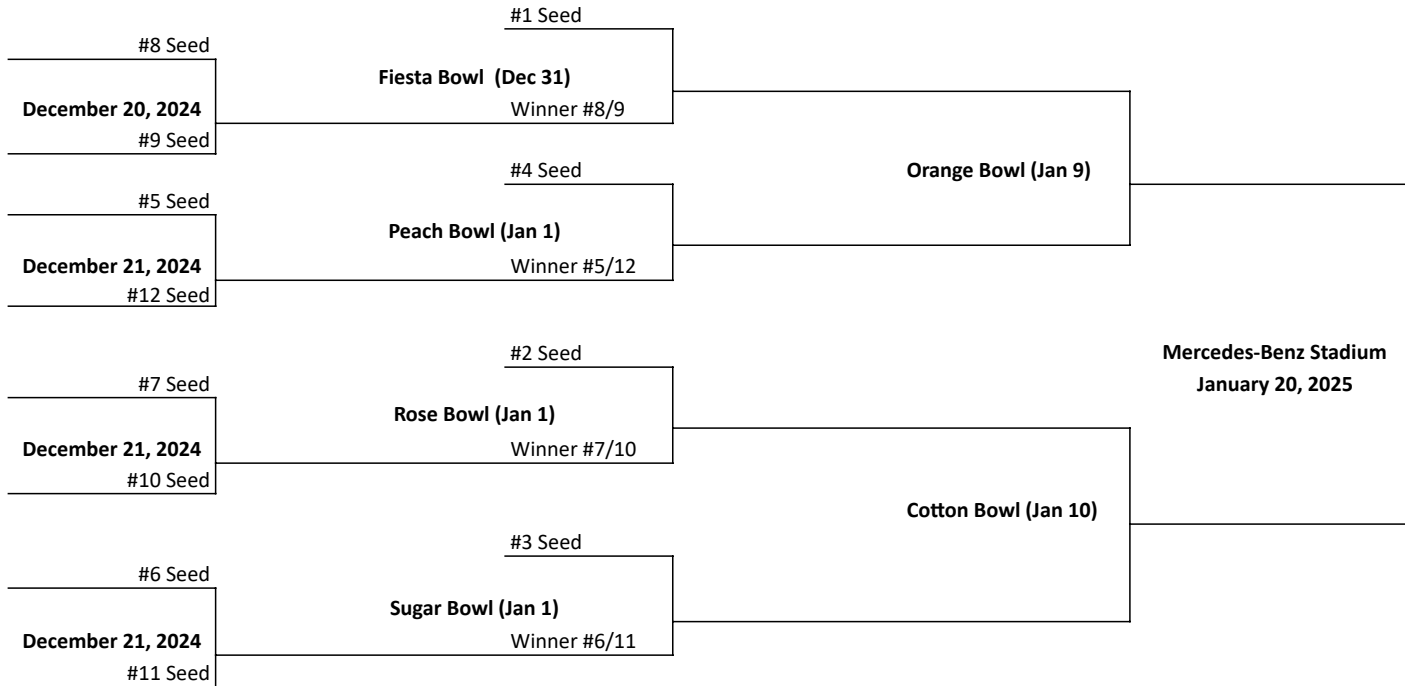 #1 Seed
#8 Seed
Fiesta Bowl (Dec 31)
December 20, 2024
Winner #8/9
#9 Seed
#4 Seed
Orange Bowl (Jan 9)
#5 Seed
Peach Bowl (Jan 1)
December 21, 2024
Winner #5/12
#12 Seed
#2 Seed
Mercedes-Benz Stadium
January 20, 2025
#7 Seed
Rose Bowl (Jan 1)
December 21, 2024
Winner #7/10
#10 Seed
Cotton Bowl (Jan 10)
#3 Seed
#6 Seed
Sugar Bowl (Jan 1)
December 21, 2024
Winner #6/11
#11 Seed